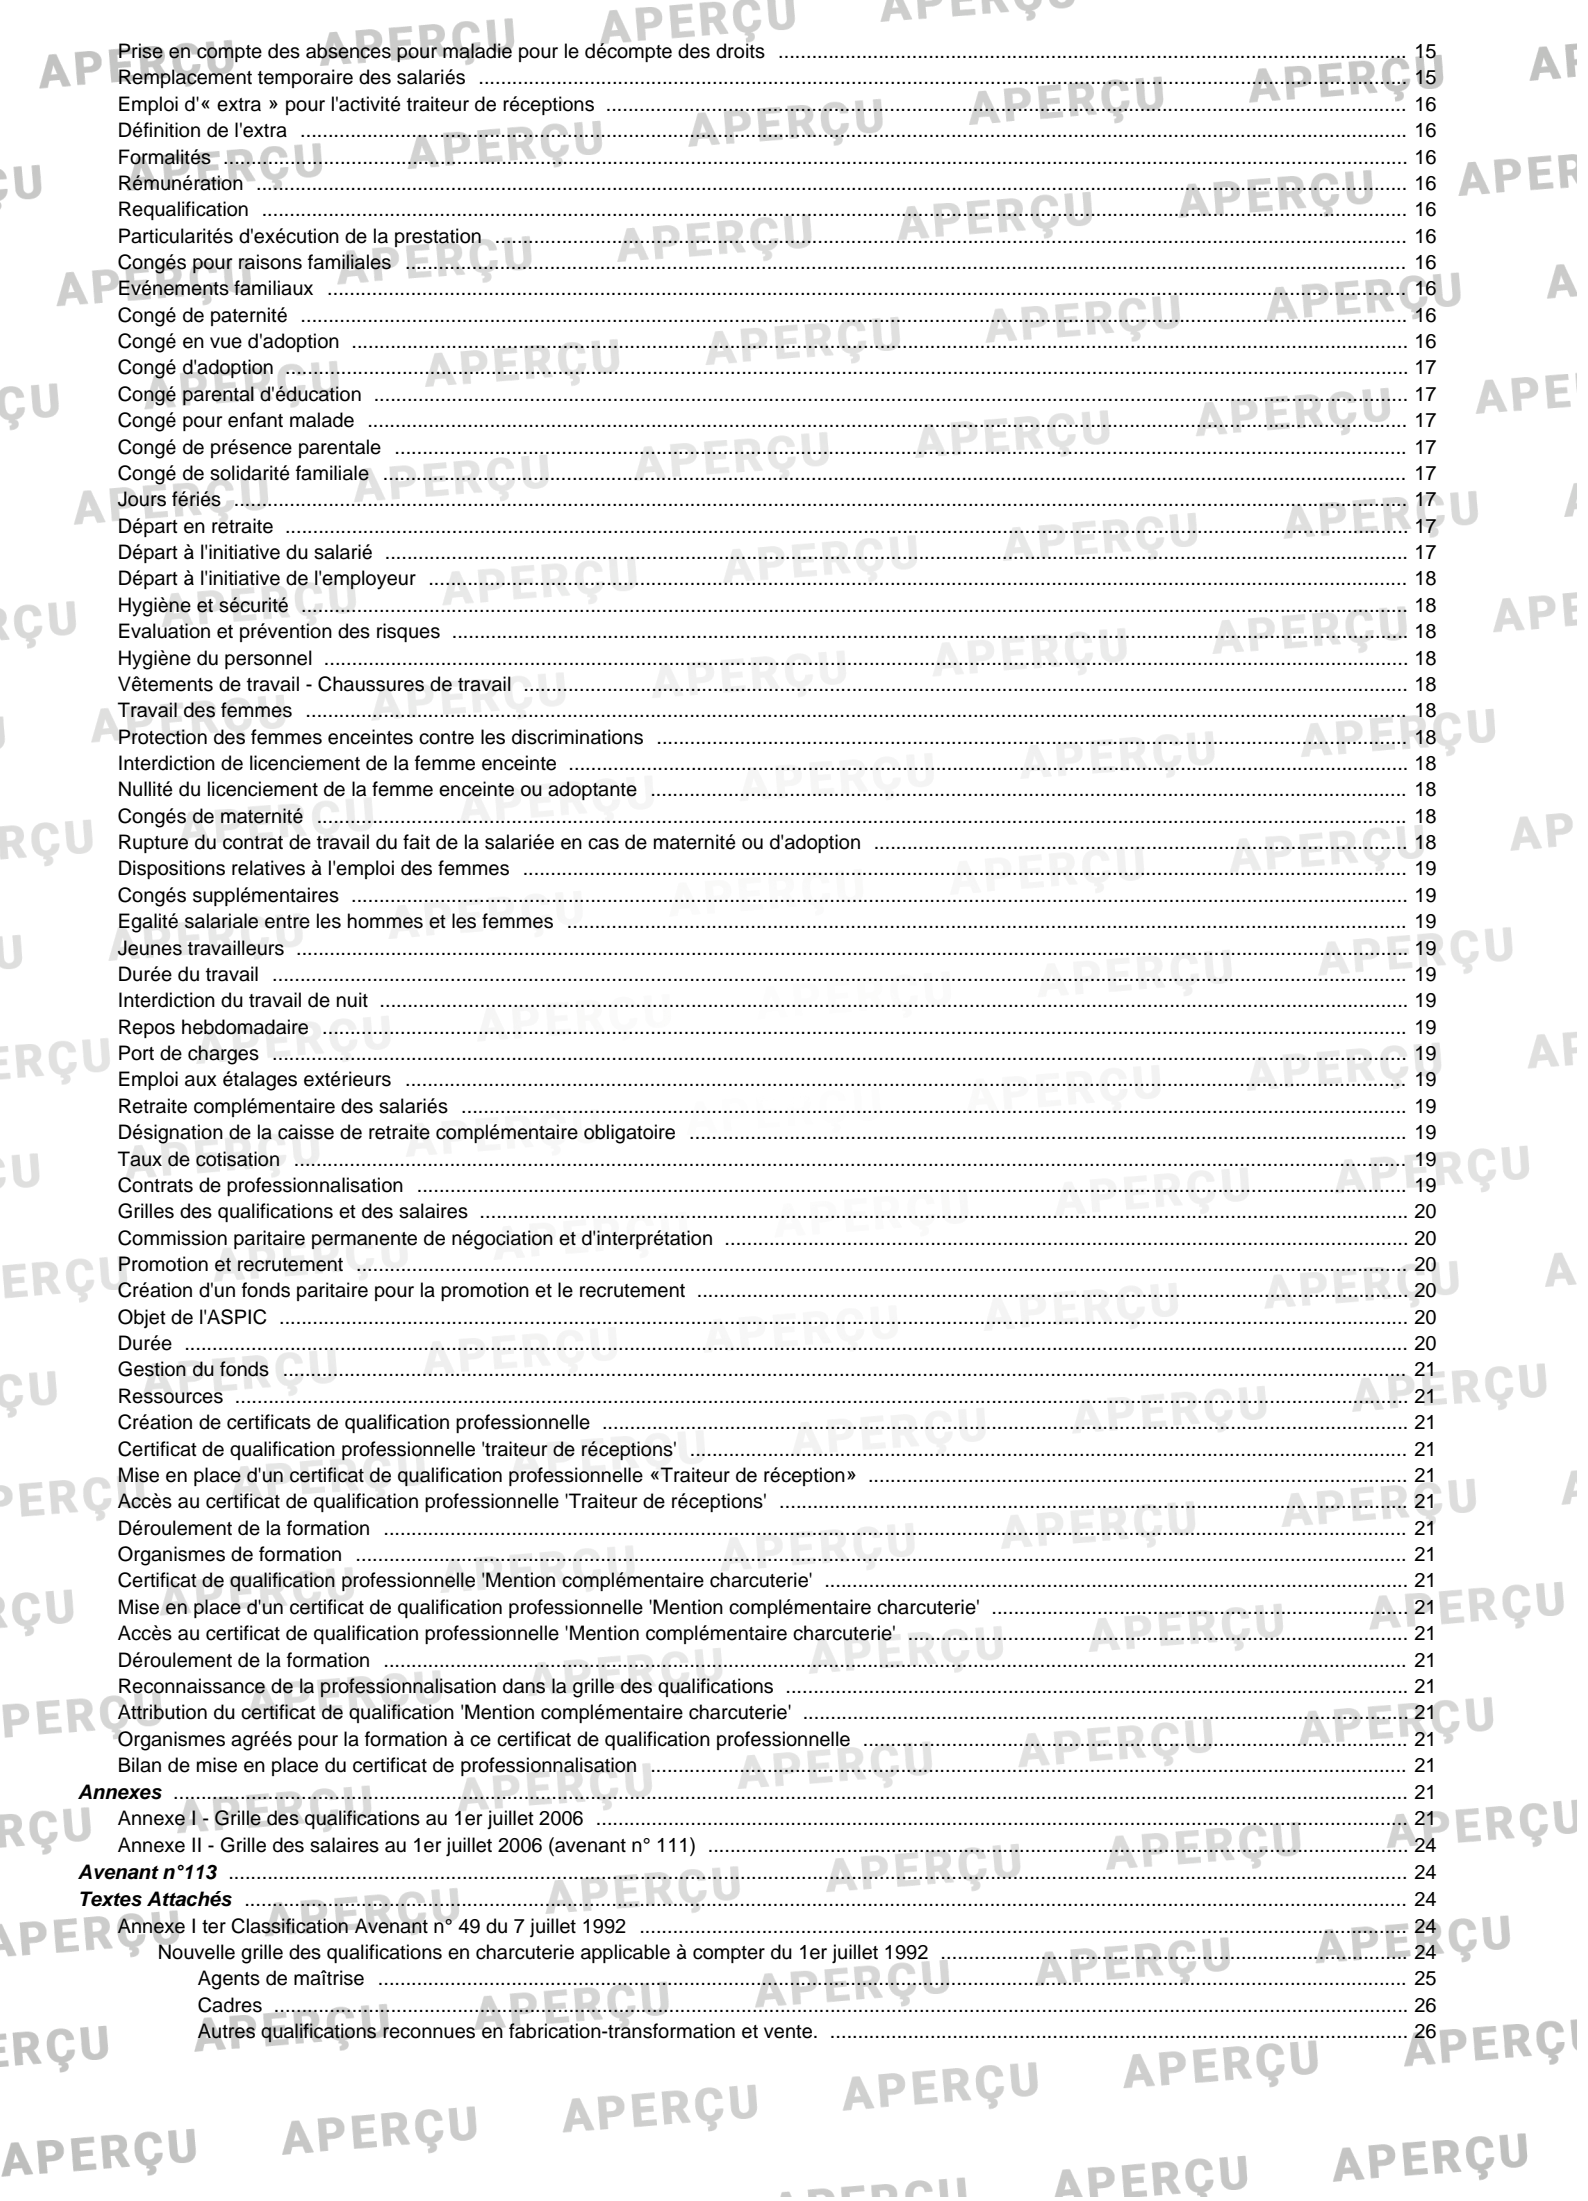 Prise en compte des absences pour maladie pour le décompte des droits ... 15
Remplacement temporaire des salariés ... 15
Emploi d'« extra » pour l'activité traiteur de réceptions ... 16
Définition de l'extra ... 16
Formalités ... 16
Rémunération ... 16
Requalification ... 16
Particularités d'exécution de la prestation ... 16
Congés pour raisons familiales ... 16
Evénements familiaux ... 16
Congé de paternité ... 16
Congé en vue d'adoption ... 16
Congé d'adoption ... 17
Congé parental d'éducation ... 17
Congé pour enfant malade ... 17
Congé de présence parentale ... 17
Congé de solidarité familiale ... 17
Jours fériés ... 17
Départ en retraite ... 17
Départ à l'initiative du salarié ... 17
Départ à l'initiative de l'employeur ... 18
Hygiène et sécurité ... 18
Evaluation et prévention des risques ... 18
Hygiène du personnel ... 18
Vêtements de travail - Chaussures de travail ... 18
Travail des femmes ... 18
Protection des femmes enceintes contre les discriminations ... 18
Interdiction de licenciement de la femme enceinte ... 18
Nullité du licenciement de la femme enceinte ou adoptante ... 18
Congés de maternité ... 18
Rupture du contrat de travail du fait de la salariée en cas de maternité ou d'adoption ... 18
Dispositions relatives à l'emploi des femmes ... 19
Congés supplémentaires ... 19
Egalité salariale entre les hommes et les femmes ... 19
Jeunes travailleurs ... 19
Durée du travail ... 19
Interdiction du travail de nuit ... 19
Repos hebdomadaire ... 19
Port de charges ... 19
Emploi aux étalages extérieurs ... 19
Retraite complémentaire des salariés ... 19
Désignation de la caisse de retraite complémentaire obligatoire ... 19
Taux de cotisation ... 19
Contrats de professionnalisation ... 19
Grilles des qualifications et des salaires ... 20
Commission paritaire permanente de négociation et d'interprétation ... 20
Promotion et recrutement ... 20
Création d'un fonds paritaire pour la promotion et le recrutement ... 20
Objet de l'ASPIC ... 20
Durée ... 20
Gestion du fonds ... 21
Ressources ... 21
Création de certificats de qualification professionnelle ... 21
Certificat de qualification professionnelle 'traiteur de réceptions' ... 21
Mise en place d'un certificat de qualification professionnelle «Traiteur de réception» ... 21
Accès au certificat de qualification professionnelle 'Traiteur de réceptions' ... 21
Déroulement de la formation ... 21
Organismes de formation ... 21
Certificat de qualification professionnelle 'Mention complémentaire charcuterie' ... 21
Mise en place d'un certificat de qualification professionnelle 'Mention complémentaire charcuterie' ... 21
Accès au certificat de qualification professionnelle 'Mention complémentaire charcuterie' ... 21
Déroulement de la formation ... 21
Reconnaissance de la professionnalisation dans la grille des qualifications ... 21
Attribution du certificat de qualification 'Mention complémentaire charcuterie' ... 21
Organismes agréés pour la formation à ce certificat de qualification professionnelle ... 21
Bilan de mise en place du certificat de professionnalisation ... 21
Annexes ... 21
Annexe I - Grille des qualifications au 1er juillet 2006 ... 21
Annexe II - Grille des salaires au 1er juillet 2006 (avenant n° 111) ... 24
Avenant n°113 ... 24
Textes Attachés ... 24
Annexe I ter Classification Avenant n° 49 du 7 juillet 1992 ... 24
Nouvelle grille des qualifications en charcuterie applicable à compter du 1er juillet 1992 ... 24
Agents de maîtrise ... 25
Cadres ... 26
Autres qualifications reconnues en fabrication-transformation et vente. ... 26
APERÇU